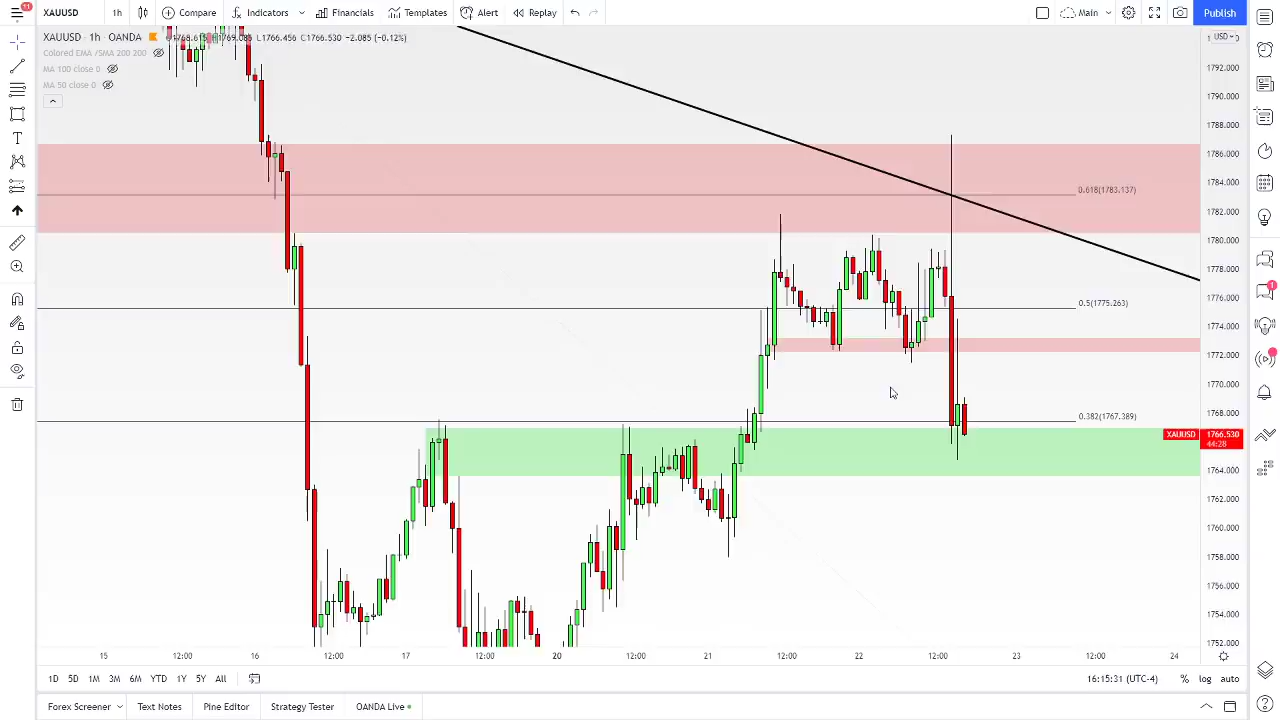 XAUUSD 1h Compare Indicators Financials Templates Alert Replay Main Publish
11
XAUUSD · 1h · OANDA 1766.456 C1766.530 −2.085 (−0.12%)
Colored EMA /SMA 200 200
MA 100 close 0
MA 50 close 0
USD
1792.000
1790.000
1788.000
1786.000
1784.000
1782.000
1780.000
1778.000
1776.000
1774.000
1772.000
1770.000
1768.000
1764.000
1762.000
1760.000
1758.000
1756.000
1754.000
1752.000
0.618(1783.137)
0.5(1775.263)
0.382(1767.389)
XAUUSD 1766.530
44:28
1
15 12:00 16 12:00 17 12:00 20 12:00 21 12:00 22 12:00 23 12:00 24
1D 5D 1M 3M 6M YTD 1Y 5Y All 16:15:31 (UTC-4) % log auto
Forex Screener Text Notes Pine Editor Strategy Tester OANDA Live